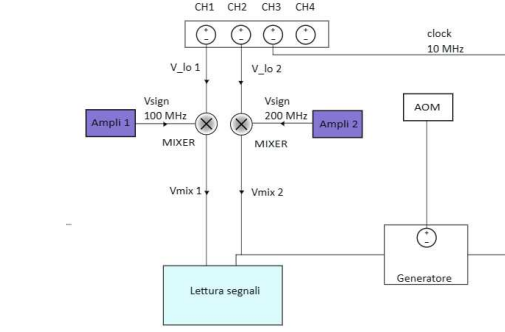 CH1 CH2 CH3 CH4
clock
10 MHz
V_lo 1
V_lo 2
Vsign
100 MHz
Vsign
200 MHz
AOM
Ampli 1
Ampli 2
MIXER
MIXER
Vmix 1
Vmix 2
Generatore
Lettura segnali